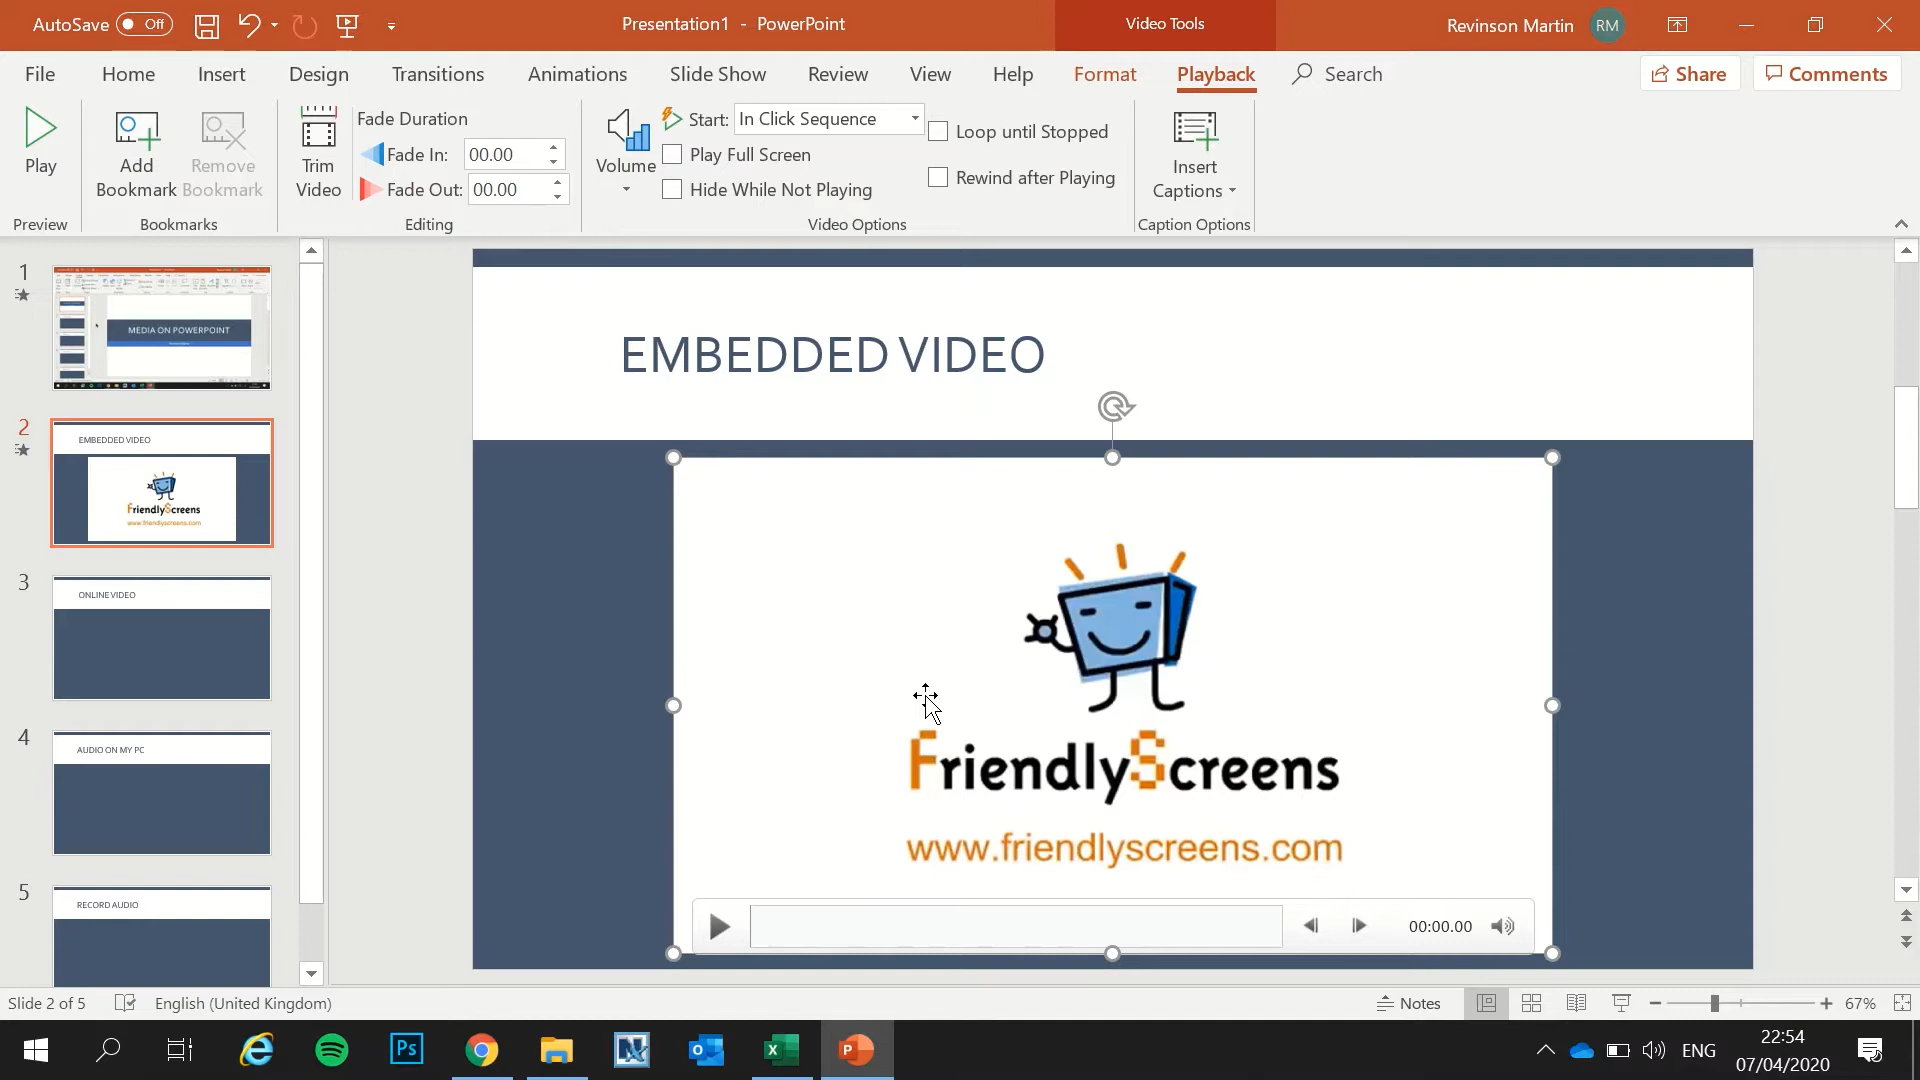 AutoSave Off
Presentation1 - PowerPoint
Video Tools
Revinson Martin RM
File Home Insert Design Transitions Animations Slide Show Review View Help Format Playback Search
Share Comments
Play
Add Bookmark
Remove Bookmark
Trim Video
Fade Duration
Fade In: 00.00
Fade Out: 00.00
Volume
Start: In Click Sequence
Play Full Screen
Hide While Not Playing
Loop until Stopped
Rewind after Playing
Insert Captions
Preview Bookmarks Editing Video Options Caption Options
1
MEDIA ON POWERPOINT
2
EMBEDDED VIDEO
FriendlyScreens
www.friendlyscreens.com
3
ONLINE VIDEO
4
AUDIO ON MY PC
5
RECORD AUDIO
EMBEDDED VIDEO
FriendlyScreens
www.friendlyscreens.com
00:00.00
Slide 2 of 5 English (United Kingdom)
Notes
67%
Ps
ENG
22:54
07/04/2020